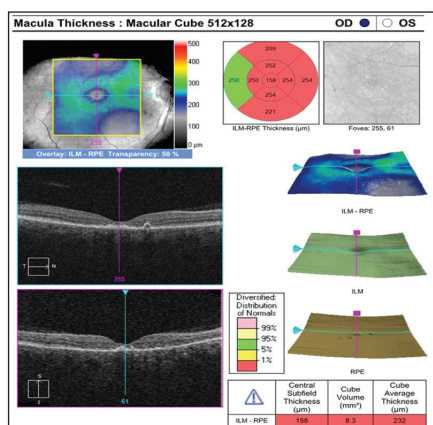 Macula Thickness : Macular Cube 512x128
OD OS
500
400
300
200
100
0 µm
255
Overlay: ILM - RPE Transparency: 50 %
209
252
250 250 158 254 254
254
221
ILM-RPE Thickness (µm)
Fovea: 255, 61
ILM - RPE
T N
255
ILM
Diversified:
Distribution
of Normals
99%
95%
5%
1%
RPE
S
I
61
Central Subfield Thickness (µm)
Cube Volume (mm³)
Cube Average Thickness (µm)
ILM - RPE 158 8.3 232